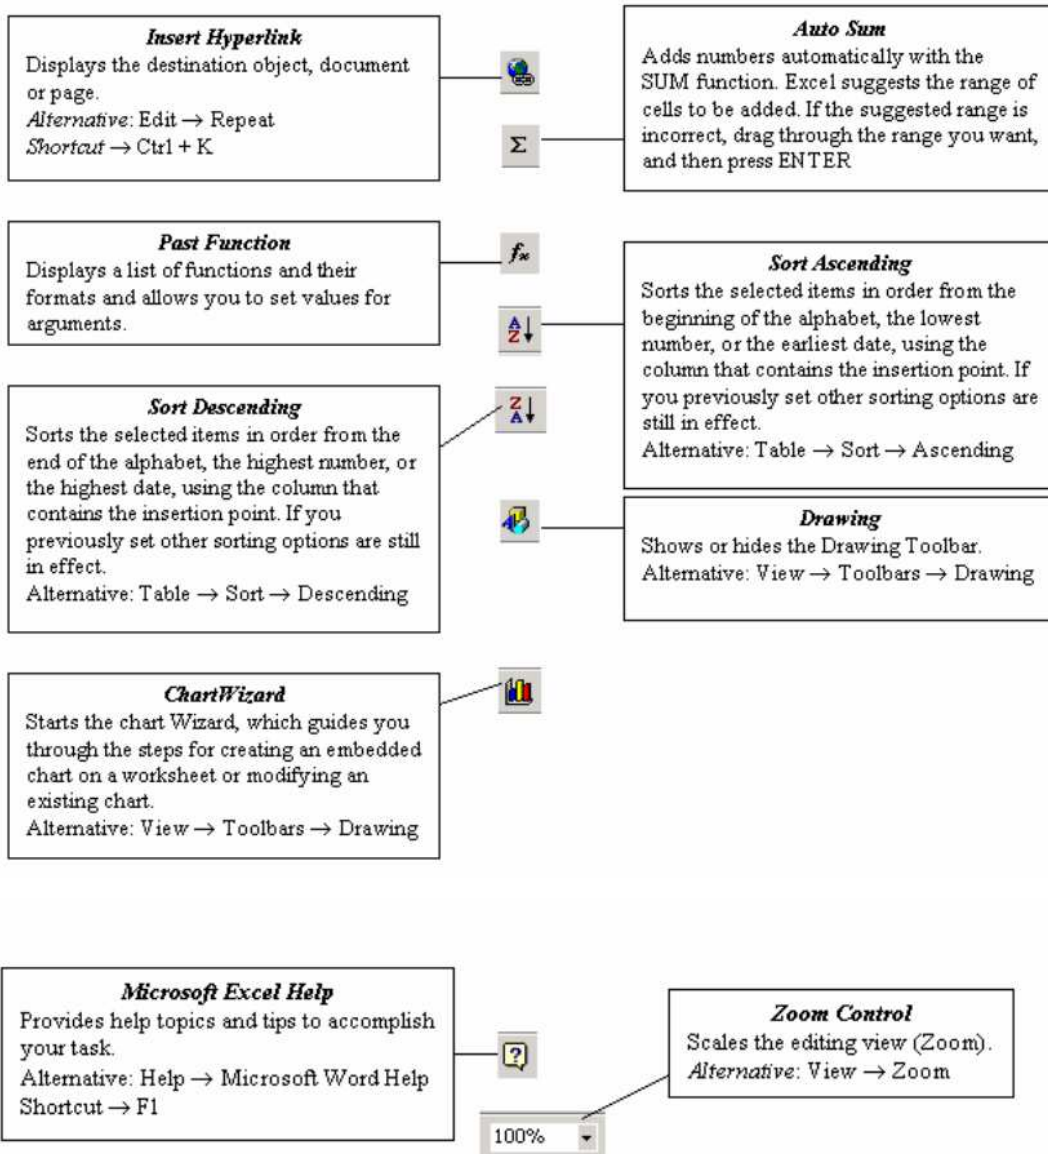 Insert Hyperlink
Displays the destination object, document
or page.
Alternative: Edit → Repeat
Shortcut → Ctrl + K
Auto Sum
Adds numbers automatically with the
SUM function. Excel suggests the range of
cells to be added. If the suggested range is
incorrect, drag through the range you want,
and then press ENTER
Σ
Past Function
Displays a list of functions and their
formats and allows you to set values for
arguments.
fx
Sort Ascending
Sorts the selected items in order from the
beginning of the alphabet, the lowest
number, or the earliest date, using the
column that contains the insertion point. If
you previously set other sorting options are
still in effect.
Alternative: Table → Sort → Ascending
A
Z
Sort Descending
Sorts the selected items in order from the
end of the alphabet, the highest number, or
the highest date, using the column that
contains the insertion point. If you
previously set other sorting options are still
in effect.
Alternative: Table → Sort → Descending
Z
A
Drawing
Shows or hides the Drawing Toolbar.
Alternative: View → Toolbars → Drawing
A
ChartWizard
Starts the chart Wizard, which guides you
through the steps for creating an embedded
chart on a worksheet or modifying an
existing chart.
Alternative: View → Toolbars → Drawing
Microsoft Excel Help
Provides help topics and tips to accomplish
your task.
Alternative: Help → Microsoft Word Help
Shortcut → F1
?
Zoom Control
Scales the editing view (Zoom).
Alternative: View → Zoom
100%